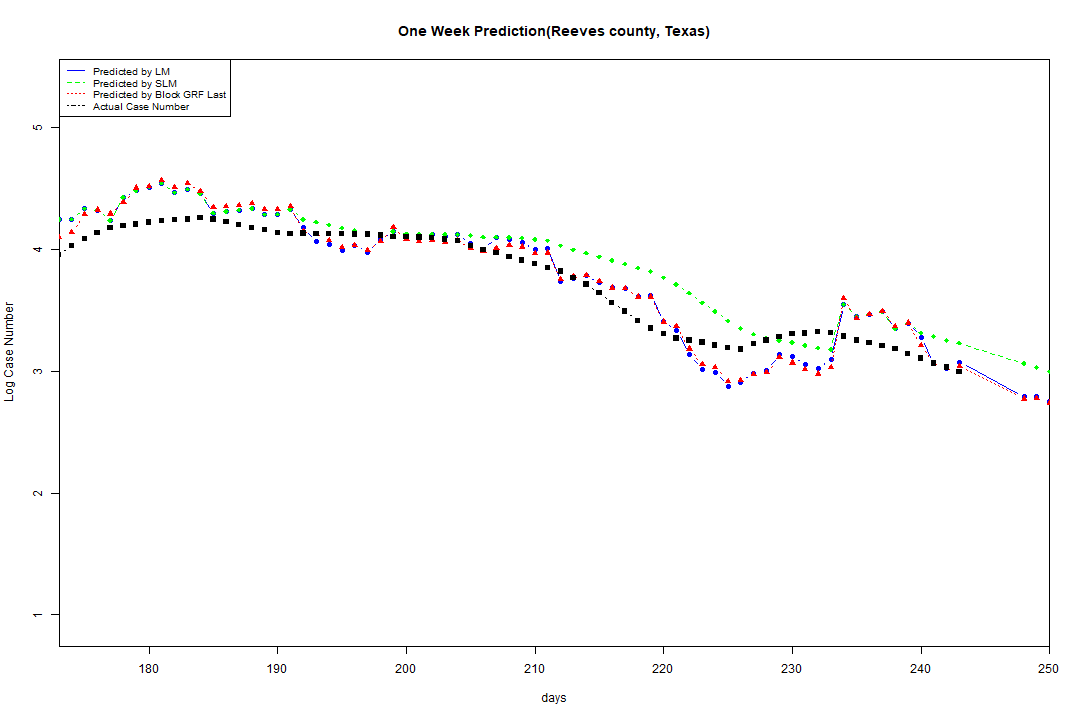 One Week Prediction(Reeves county, Texas)
Predicted by LM
Predicted by SLM
Predicted by Block GRF Last
Actual Case Number
5
4
3
2
1
Log Case Number
180 190 200 210 220 230 240 250
days